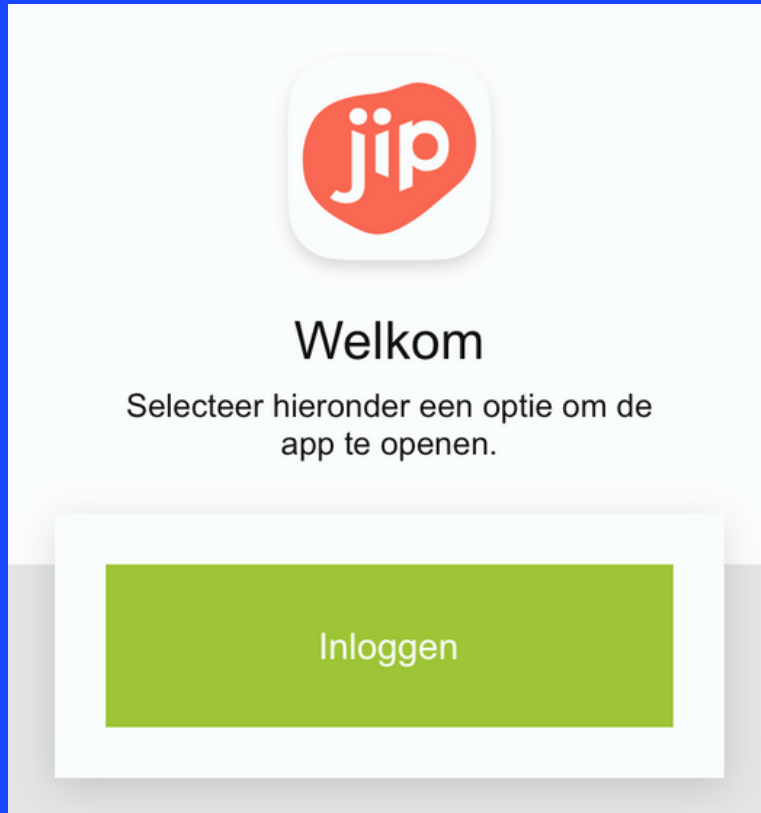 jip
Welkom
Selecteer hieronder een optie om de
app te openen.
Inloggen